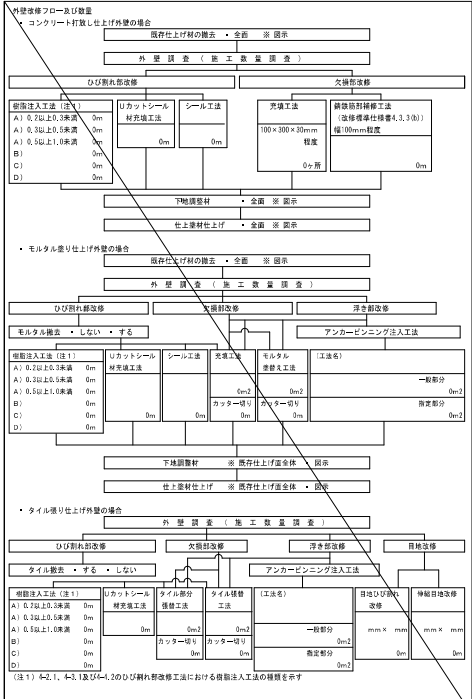 外壁改修フロー及び数量
・ コンクリート打放し仕上げ外壁の場合
既存仕上げ材の撤去 ・ 全面 ※ 図示
外 壁 調 査 ( 施 工 数 量 調 査 )
ひび割れ部改修
欠損部改修
樹脂注入工法 (注1)
A) 0.2以上0.3未満 0m
A) 0.3以上0.5未満 0m
A) 0.5以上1.0未満 0m
B) 0m
C) 0m
D) 0m
Uカットシール
材充填工法
0m
シール工法
0m
充填工法
100×300×30mm
程度
0ヶ所
錆鉄筋部補修工法
(改修標準仕様書4.3.3(b))
幅100mm程度
0m
下地調整材 ・ 全面 ※ 図示
仕上塗材仕上げ ・ 全面 ※ 図示
・ モルタル塗り仕上げ外壁の場合
既存仕上げ材の撤去 ・ 全面 ※ 図示
外 壁 調 査 ( 施 工 数 量 調 査 )
ひび割れ部改修
欠損部改修
浮き部改修
モルタル撤去 ・ しない ・ する
アンカーピンニング注入工法
樹脂注入工法 (注1)
A) 0.2以上0.3未満 0m
A) 0.3以上0.5未満 0m
A) 0.5以上1.0未満 0m
B) 0m
C) 0m
D) 0m
Uカットシール
材充填工法
0m
シール工法
0m
充填工法
0m2
カッター切り
0m
モルタル
塗替え工法
0m2
カッター切り
0m
(工法名)
一般部分
0m2
指定部分
0m2
下地調整材 ※ 既存仕上げ面全体 ・ 図示
仕上塗材仕上げ ※ 既存仕上げ面全体 ・ 図示
・ タイル張り仕上げ外壁の場合
外 壁 調 査 ( 施 工 数 量 調 査 )
ひび割れ部改修
欠損部改修
浮き部改修
目地改修
タイル撤去 ・ する ・ しない
アンカーピンニング注入工法
樹脂注入工法 (注1)
A) 0.2以上0.3未満 0m
A) 0.3以上0.5未満 0m
A) 0.5以上1.0未満 0m
B) 0m
C) 0m
D) 0m
Uカットシール
材充填工法
0m
タイル部分
張替工法
0m2
カッター切り
0m
タイル張替
工法
0m2
カッター切り
0m
(工法名)
一般部分
0m2
指定部分
0m2
目地ひび割れ
改修
mm× mm
0m
伸縮目地改修
mm× mm
0m
(注1) 4-2.1、4-3.1及び4-4.2のひび割れ部改修工法における樹脂注入工法の種類を示す